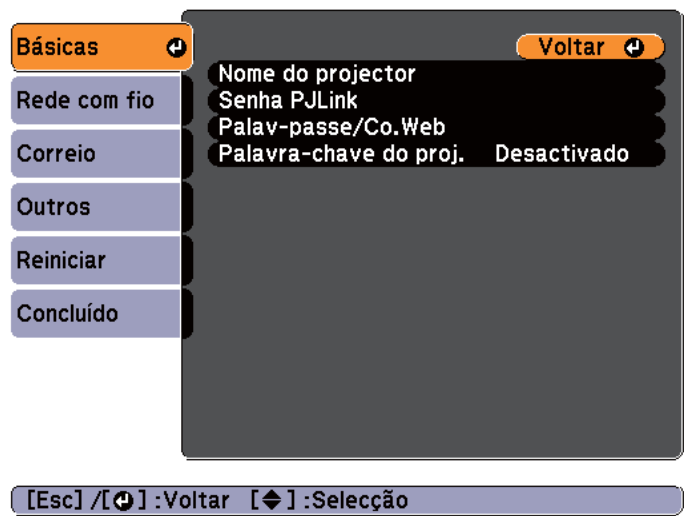 Básicas
Rede com fio
Correio
Outros
Reiniciar
Concluído
Voltar
Nome do projector
Senha PJLink
Palav-passe/Co.Web
Palavra-chave do proj. Desactivado
[Esc] /[⏎] :Voltar [◆] :Selecção